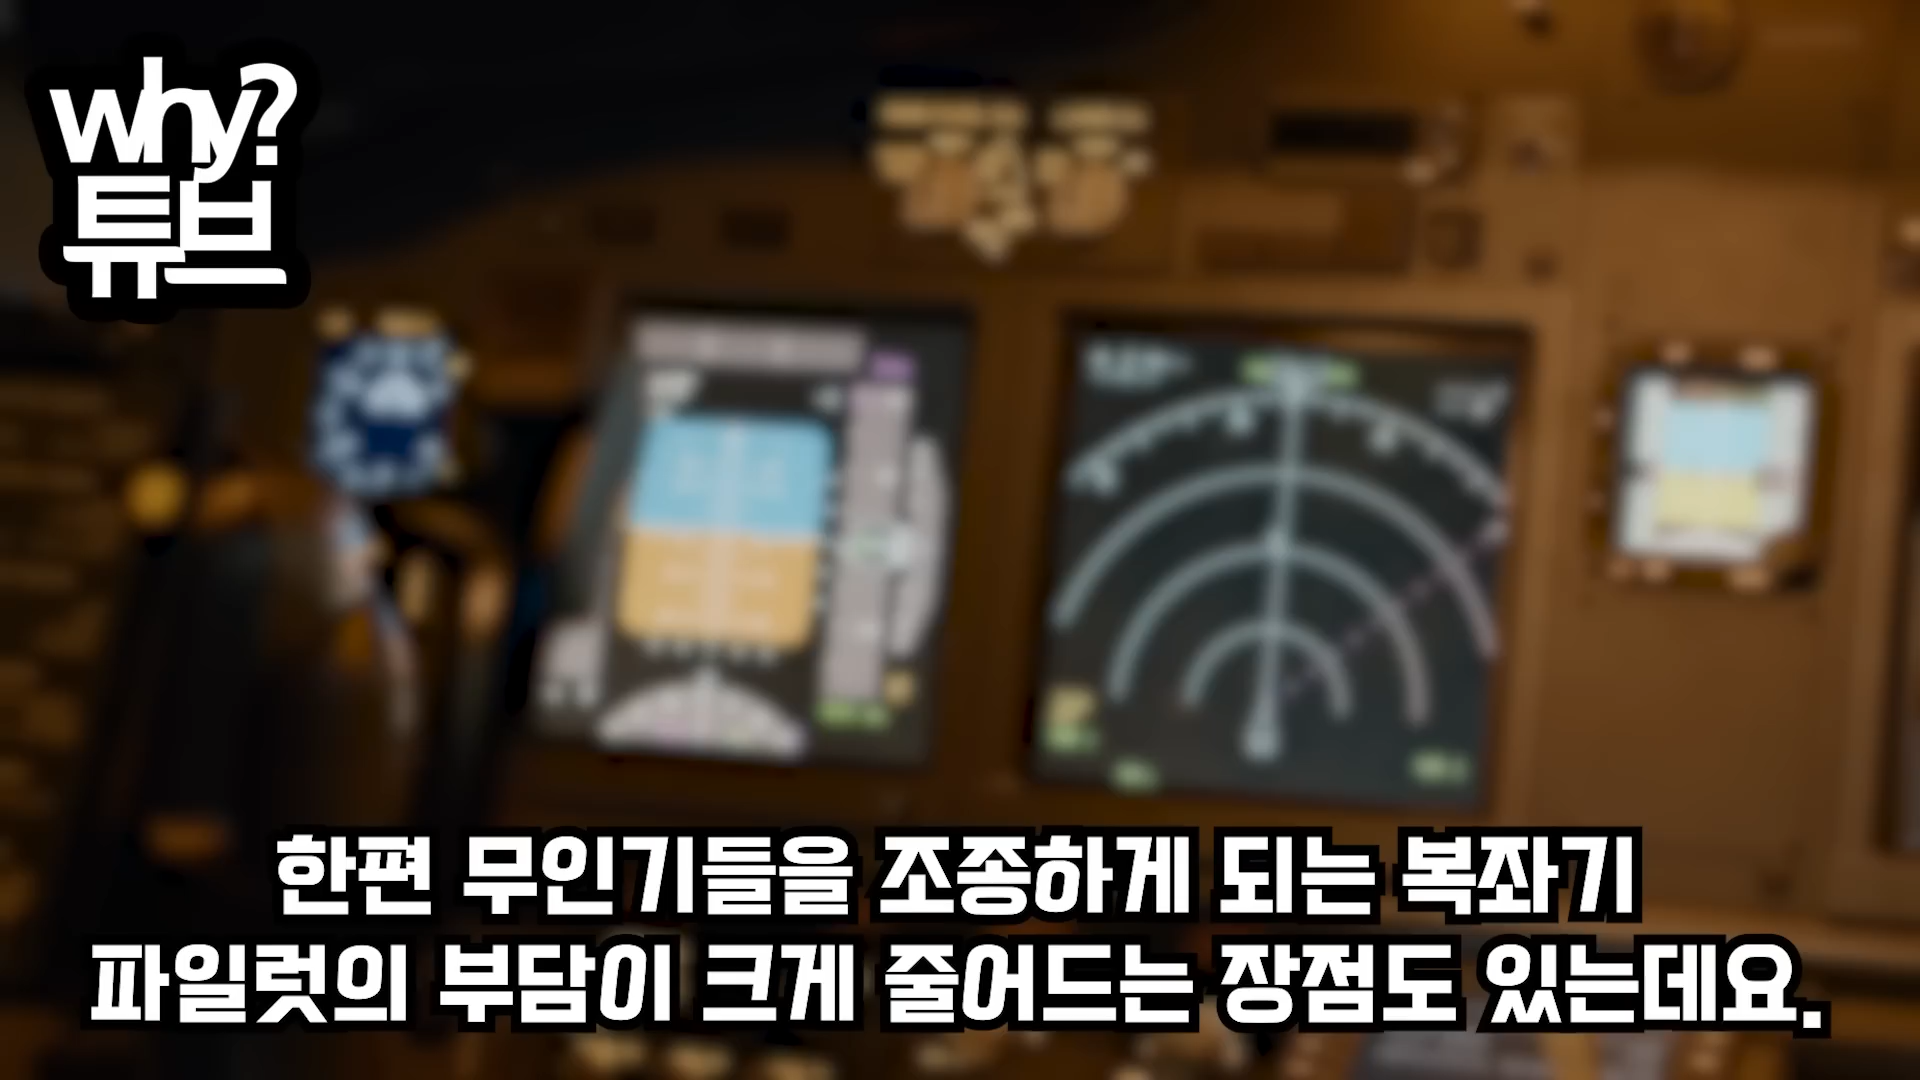 why?
튜브
한편 무인기들을 조종하게 되는 복좌기
파일럿의 부담이 크게 줄어드는 장점도 있는데요.